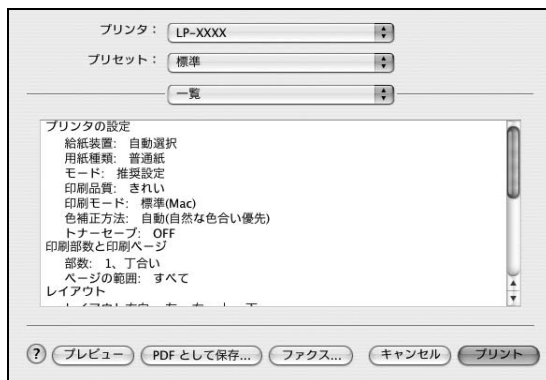 プリンタ： LP-XXXX
プリセット： 標準
一覧
プリンタの設定
給紙装置: 自動選択
用紙種類: 普通紙
モード: 推奨設定
印刷品質: きれい
印刷モード: 標準(Mac)
色補正方法: 自動(自然な色合い優先)
トナーセーブ: OFF
印刷部数と印刷ページ
部数: 1、丁合い
ページの範囲: すべて
レイアウト
? プレビュー PDF として保存... ファクス... キャンセル プリント